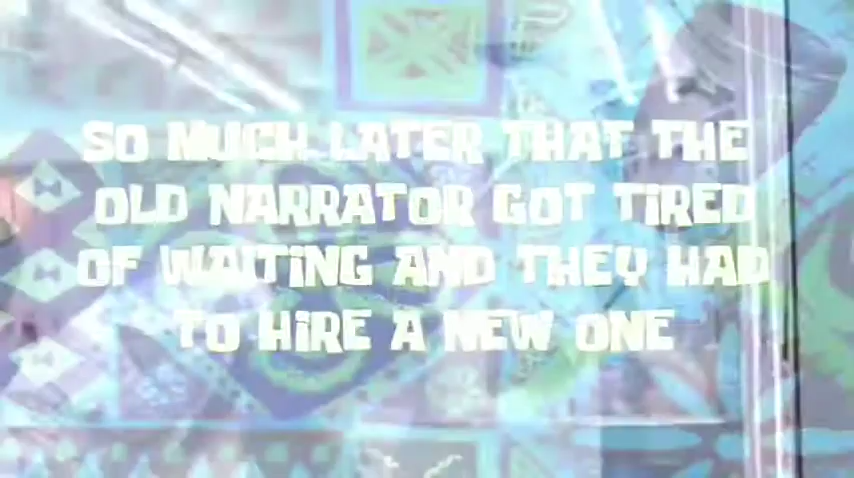 SO MUCH LATER THAT THE
OLD NARRATOR GOT TiRED
OF WAiTiNG AND THEY HAD
TO HiRE A NEW ONE